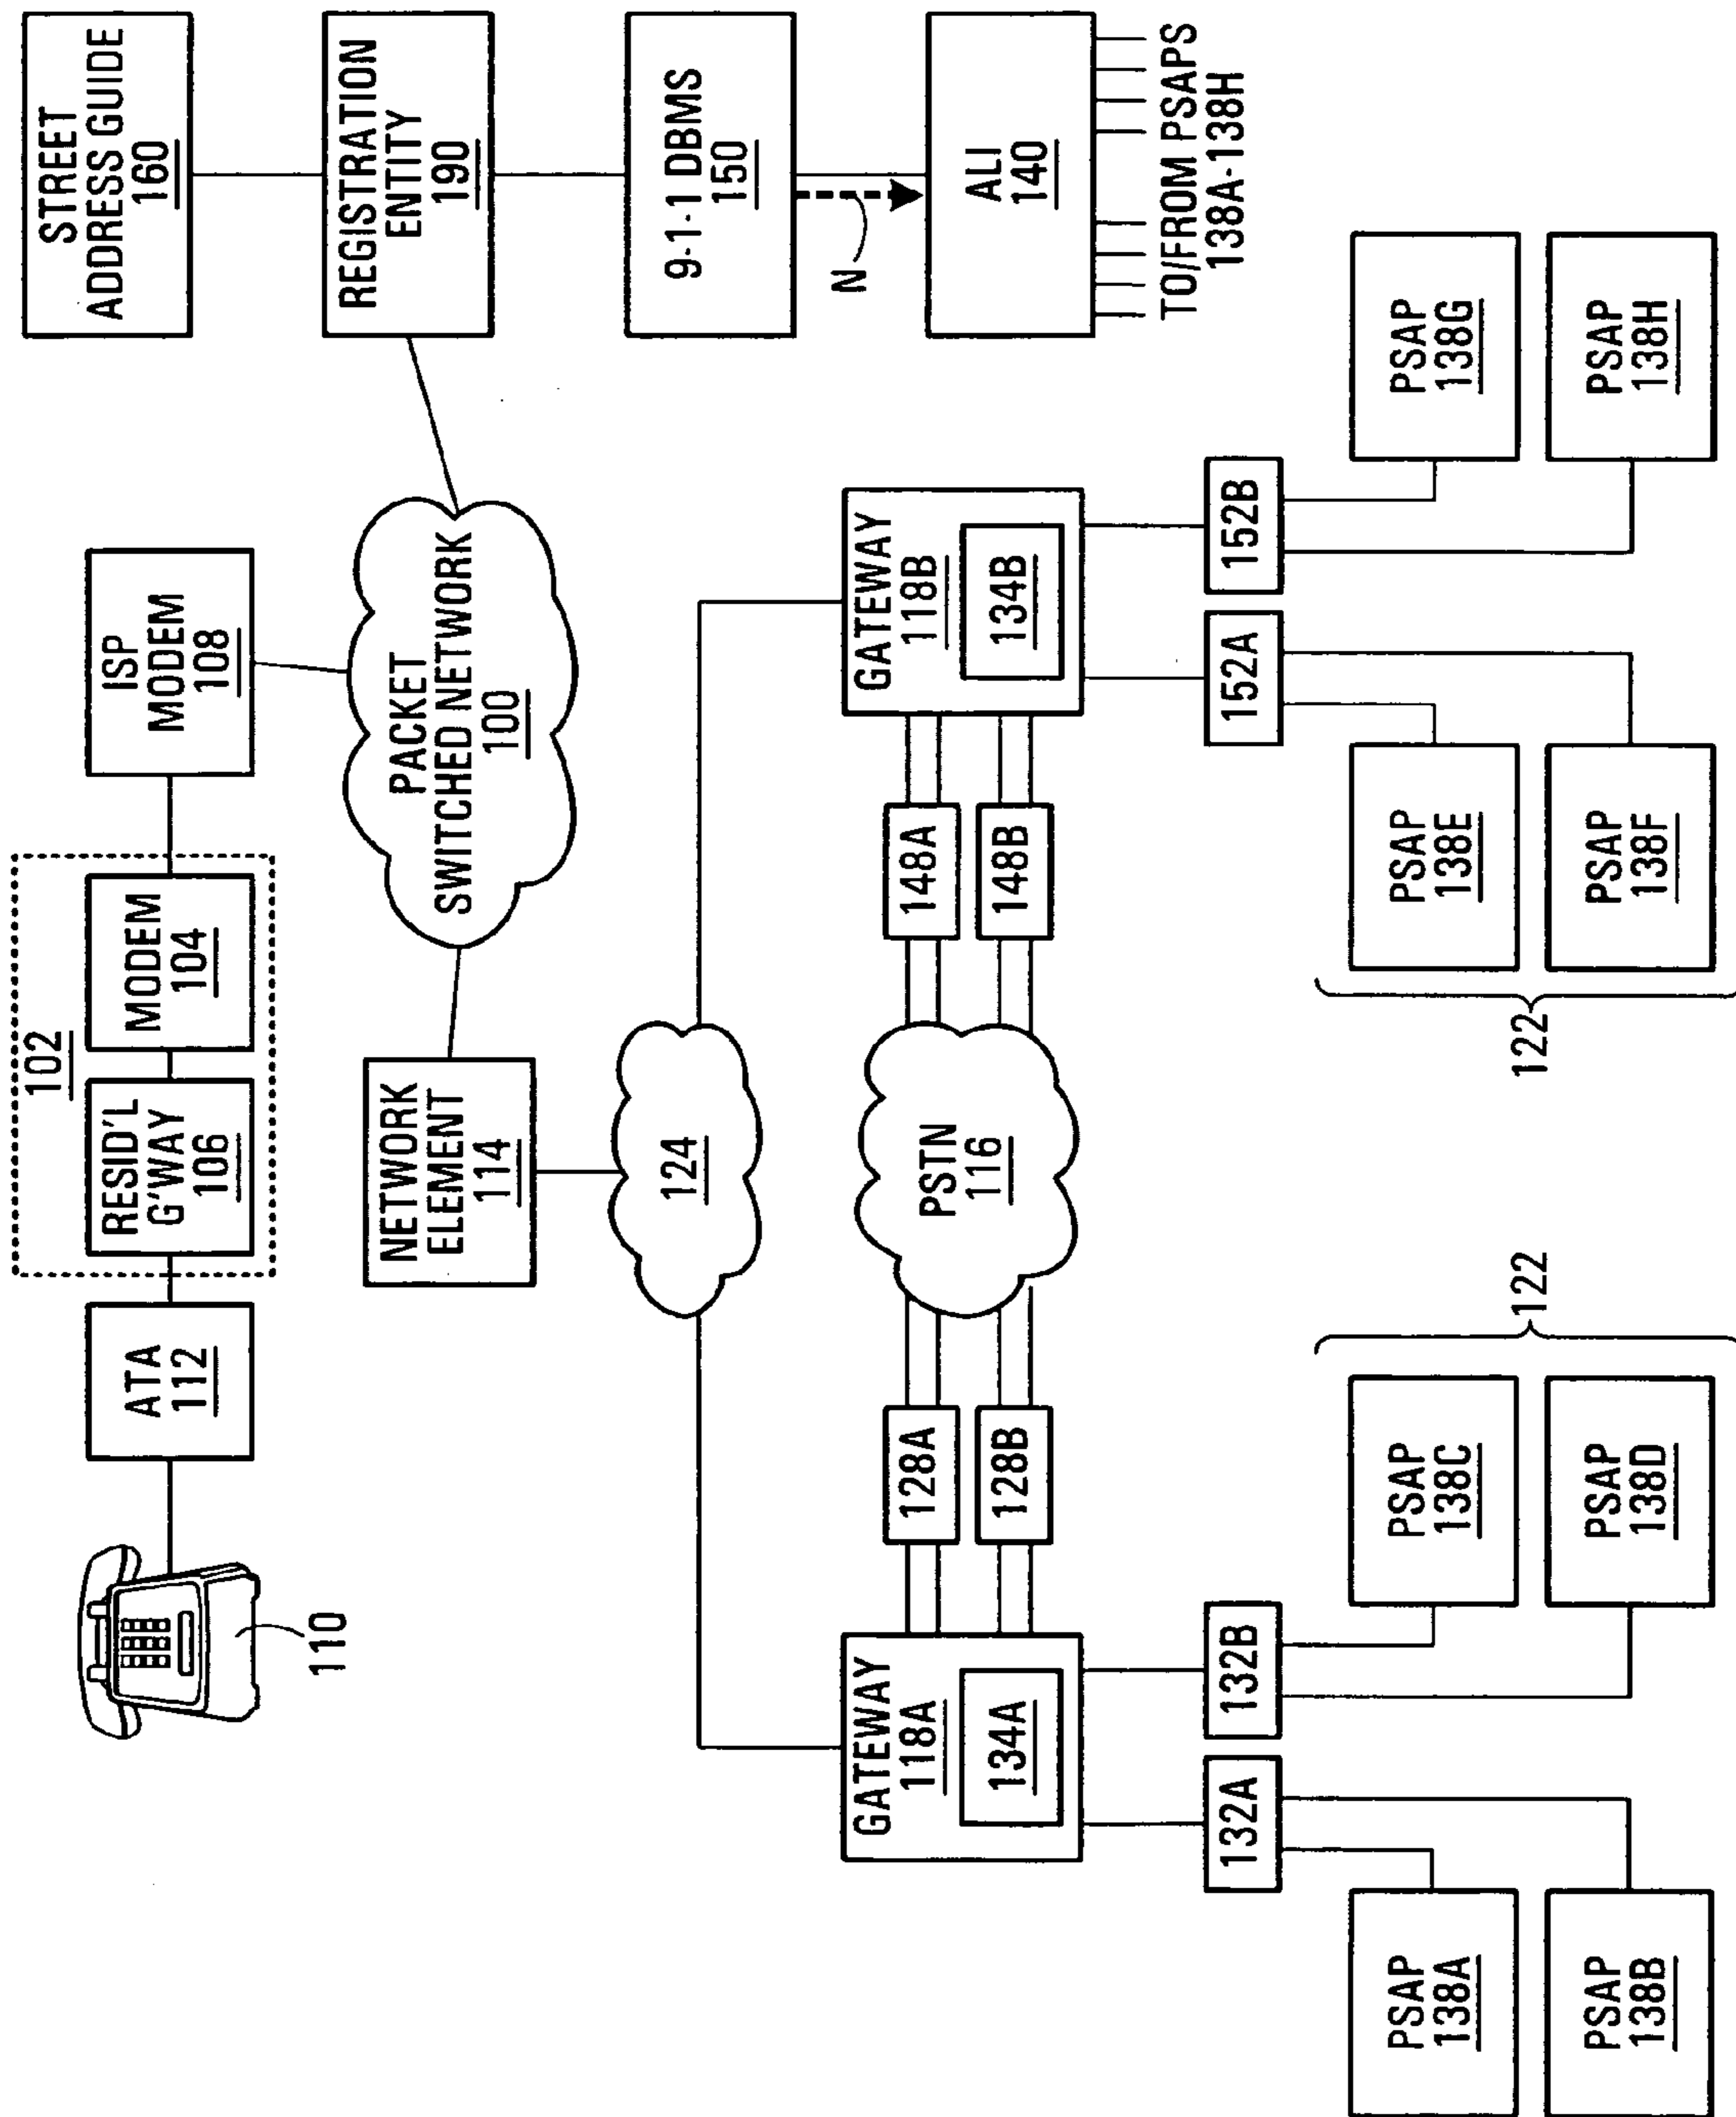 102
ATA
112
RESID'L
G'WAY
106
MODEM
104
ISP
MODEM
108
STREET
ADDRESS GUIDE
160
110
NETWORK
ELEMENT
114
PACKET
SWITCHED NETWORK
100
REGISTRATION
ENTITY
190
124
9-1-1 DBMS
150
N
GATEWAY
118A
134A
128A
128B
PSTN
116
148A
148B
GATEWAY
118B
134B
ALI
140
TO/FROM PSAPS
138A-138H
132A
132B
152A
152B
122
122
PSAP
138A
PSAP
138C
PSAP
138E
PSAP
138G
PSAP
138B
PSAP
138D
PSAP
138F
PSAP
138H